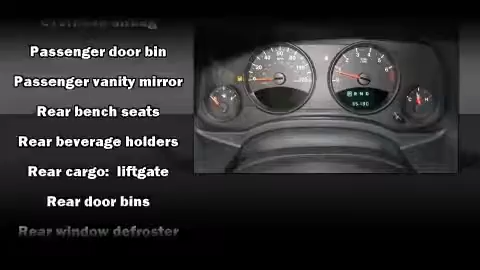 Passenger door bin
Passenger vanity mirror
Rear bench seats
Rear beverage holders
Rear cargo:  liftgate
Rear door bins
Rear window defroster